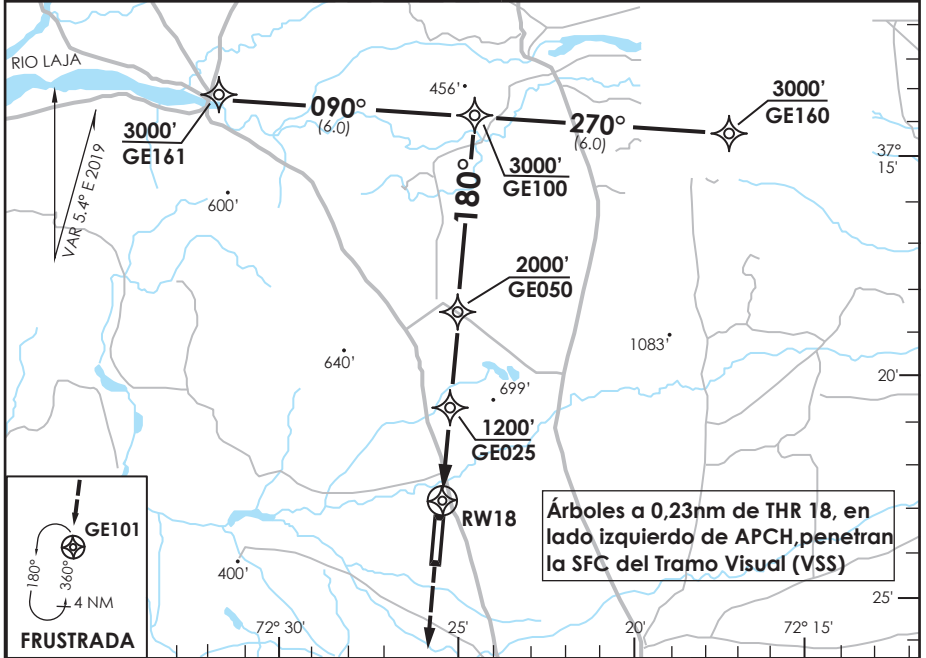 RIO LAJA
VAR 5.4° E 2019
3000'
GE161
090°
(6.0)
456'
3000'
GE100
270°
(6.0)
3000'
GE160
37°
15'
600'
180°
2000'
GE050
640'
1083'
699'
20'
1200'
GE025
RW18
Árboles a 0,23nm de THR 18, en
lado izquierdo de APCH,penetran
la SFC del Tramo Visual (VSS)
GE101
180°
360°
4 NM
FRUSTRADA
400'
25'
72° 30'
25'
20'
72° 15'